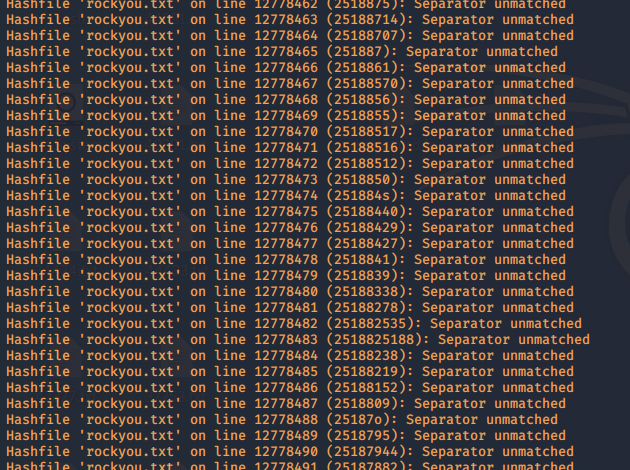 Hashfile 'rockyou.txt' on line 12778462 (2518875): Separator unmatched
Hashfile 'rockyou.txt' on line 12778463 (25188714): Separator unmatched
Hashfile 'rockyou.txt' on line 12778464 (25188707): Separator unmatched
Hashfile 'rockyou.txt' on line 12778465 (251887): Separator unmatched
Hashfile 'rockyou.txt' on line 12778466 (2518861): Separator unmatched
Hashfile 'rockyou.txt' on line 12778467 (25188570): Separator unmatched
Hashfile 'rockyou.txt' on line 12778468 (2518856): Separator unmatched
Hashfile 'rockyou.txt' on line 12778469 (2518855): Separator unmatched
Hashfile 'rockyou.txt' on line 12778470 (25188517): Separator unmatched
Hashfile 'rockyou.txt' on line 12778471 (25188516): Separator unmatched
Hashfile 'rockyou.txt' on line 12778472 (25188512): Separator unmatched
Hashfile 'rockyou.txt' on line 12778473 (2518850): Separator unmatched
Hashfile 'rockyou.txt' on line 12778474 (251884s): Separator unmatched
Hashfile 'rockyou.txt' on line 12778475 (25188440): Separator unmatched
Hashfile 'rockyou.txt' on line 12778476 (25188429): Separator unmatched
Hashfile 'rockyou.txt' on line 12778477 (25188427): Separator unmatched
Hashfile 'rockyou.txt' on line 12778478 (2518841): Separator unmatched
Hashfile 'rockyou.txt' on line 12778479 (2518839): Separator unmatched
Hashfile 'rockyou.txt' on line 12778480 (25188338): Separator unmatched
Hashfile 'rockyou.txt' on line 12778481 (25188278): Separator unmatched
Hashfile 'rockyou.txt' on line 12778482 (251882535): Separator unmatched
Hashfile 'rockyou.txt' on line 12778483 (2518825188): Separator unmatched
Hashfile 'rockyou.txt' on line 12778484 (25188238): Separator unmatched
Hashfile 'rockyou.txt' on line 12778485 (25188219): Separator unmatched
Hashfile 'rockyou.txt' on line 12778486 (25188152): Separator unmatched
Hashfile 'rockyou.txt' on line 12778487 (2518809): Separator unmatched
Hashfile 'rockyou.txt' on line 12778488 (25187o): Separator unmatched
Hashfile 'rockyou.txt' on line 12778489 (2518795): Separator unmatched
Hashfile 'rockyou.txt' on line 12778490 (25187944): Separator unmatched
Hashfile 'rockyou.txt' on line 12778491 (25187882): Separator unmatched